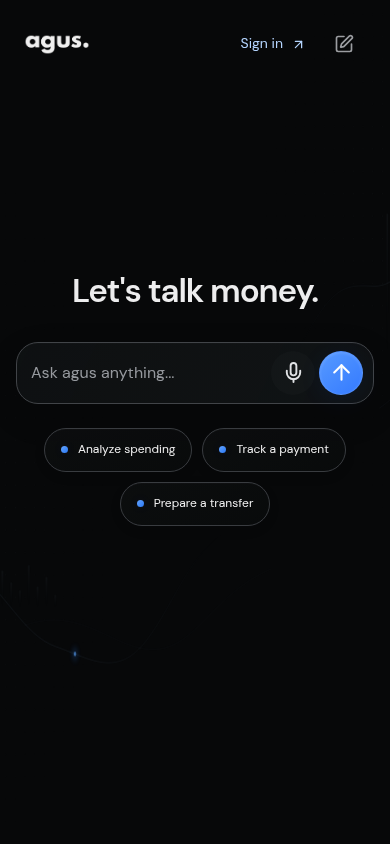 agus.
Sign in
Let's talk money.
Ask agus anything...
Analyze spending
Track a payment
Prepare a transfer